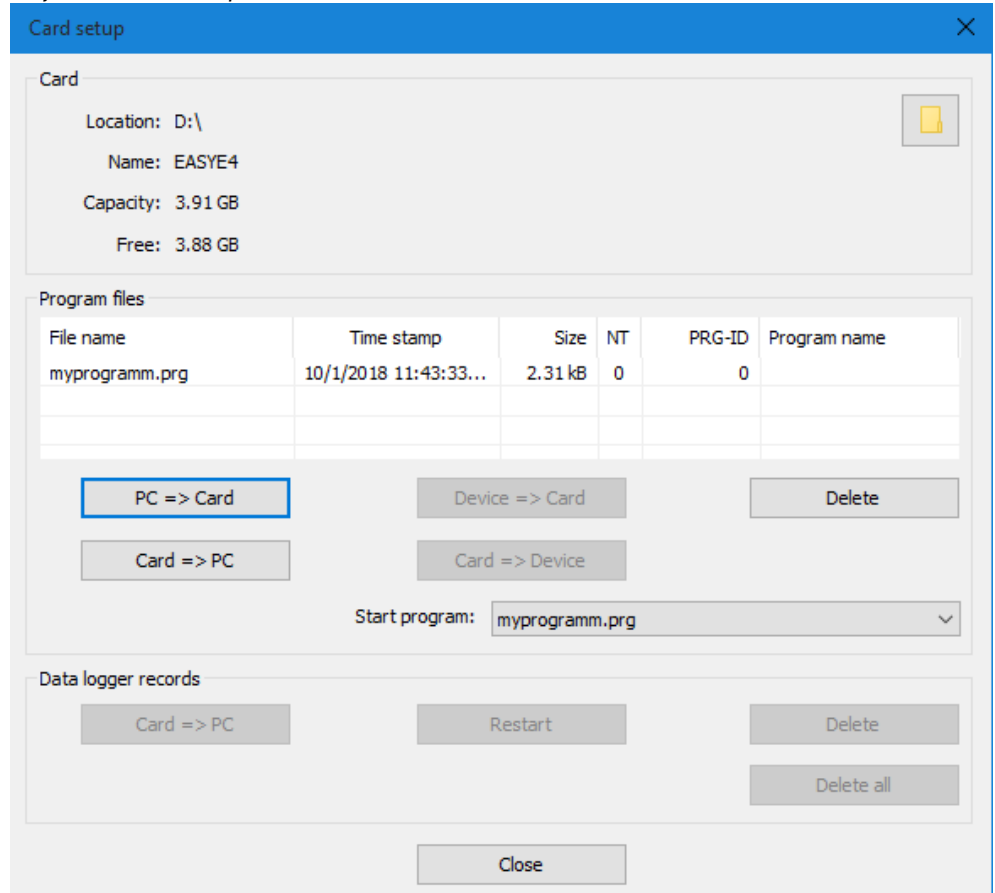 Card setup
Card
Location: D:\
Name: EASYE4
Capacity: 3.91 GB
Free: 3.88 GB
Program files
File name Time stamp Size NT PRG-ID Program name
myprogramm.prg 10/1/2018 11:43:33... 2.31 kB 0 0
PC => Card Device => Card Delete
Card => PC Card => Device
Start program: myprogramm.prg
Data logger records
Card => PC Restart Delete
Delete all
Close